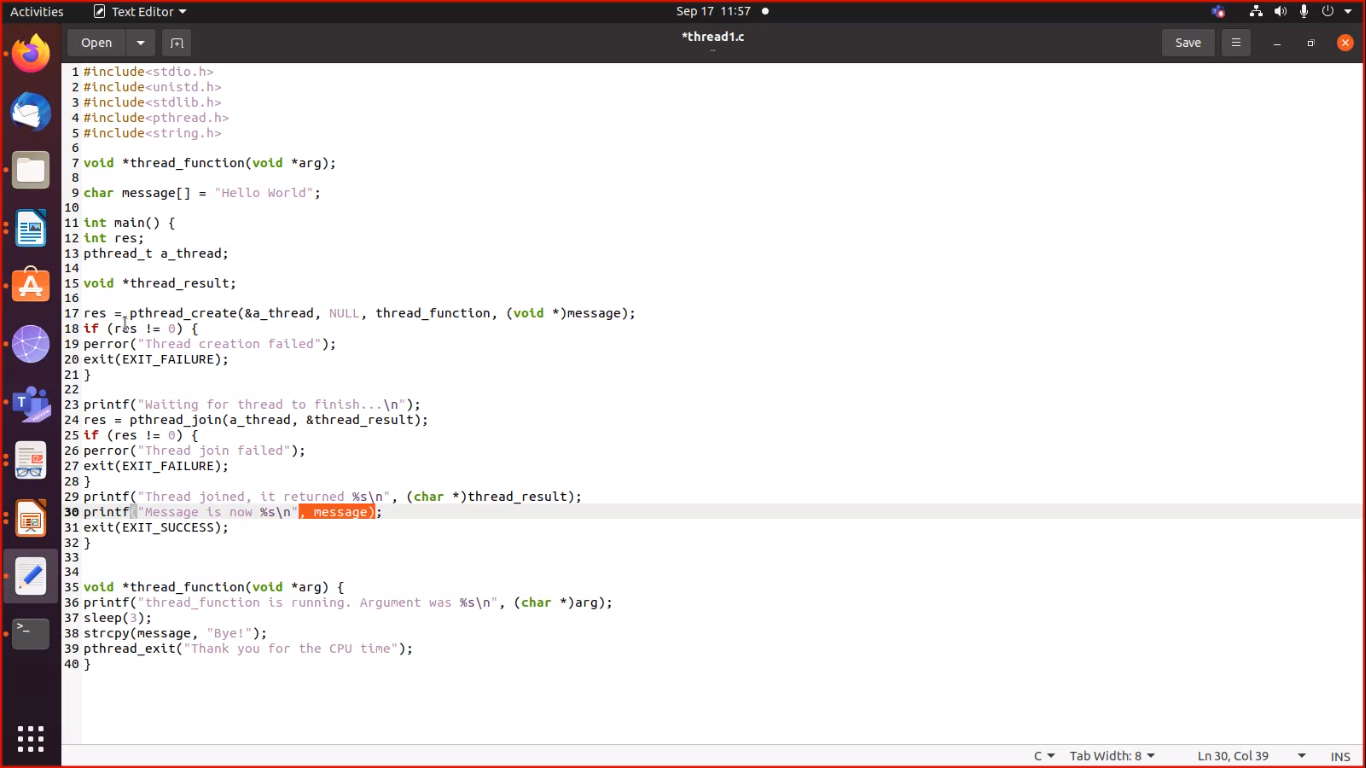 Activities Text Editor Sep 17 11:57
Open *thread1.c Save
1 #include<stdio.h>
2 #include<unistd.h>
3 #include<stdlib.h>
4 #include<pthread.h>
5 #include<string.h>
6
7 void *thread_function(void *arg);
8
9 char message[] = "Hello World";
10
11 int main() {
12 int res;
13 pthread_t a_thread;
14
15 void *thread_result;
16
17 res = pthread_create(&a_thread, NULL, thread_function, (void *)message);
18 if (res != 0) {
19 perror("Thread creation failed");
20 exit(EXIT_FAILURE);
21 }
22
23 printf("Waiting for thread to finish...\n");
24 res = pthread_join(a_thread, &thread_result);
25 if (res != 0) {
26 perror("Thread join failed");
27 exit(EXIT_FAILURE);
28 }
29 printf("Thread joined, it returned %s\n", (char *)thread_result);
30 printf("Message is now %s\n", message);
31 exit(EXIT_SUCCESS);
32 }
33
34
35 void *thread_function(void *arg) {
36 printf("thread_function is running. Argument was %s\n", (char *)arg);
37 sleep(3);
38 strcpy(message, "Bye!");
39 pthread_exit("Thank you for the CPU time");
40 }
C Tab Width: 8 Ln 30, Col 39 INS